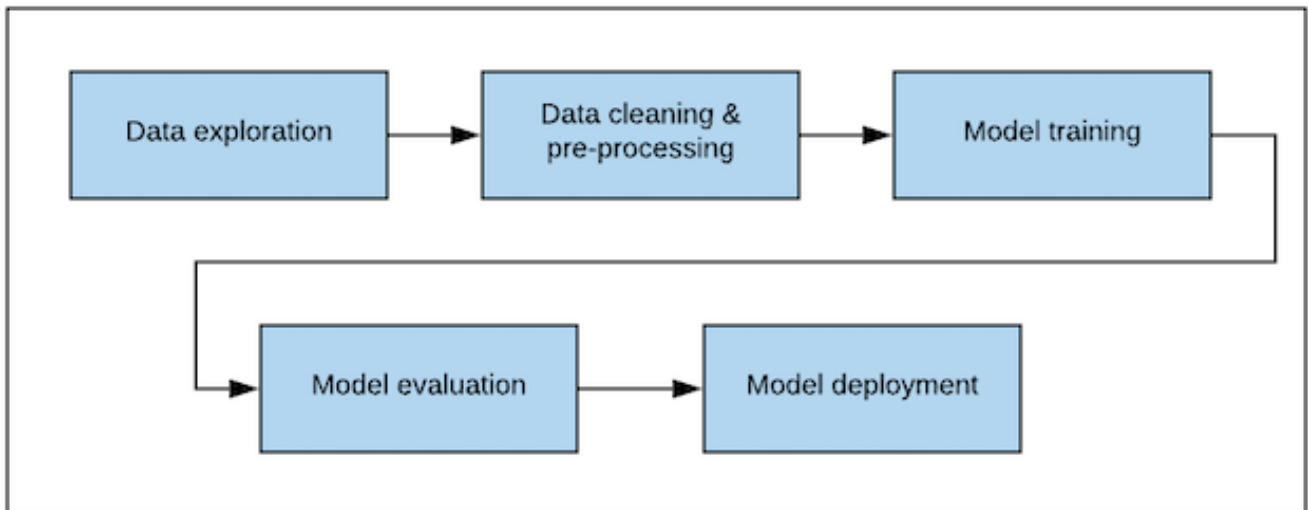 Data exploration
Data cleaning &
pre-processing
Model training
Model evaluation
Model deployment